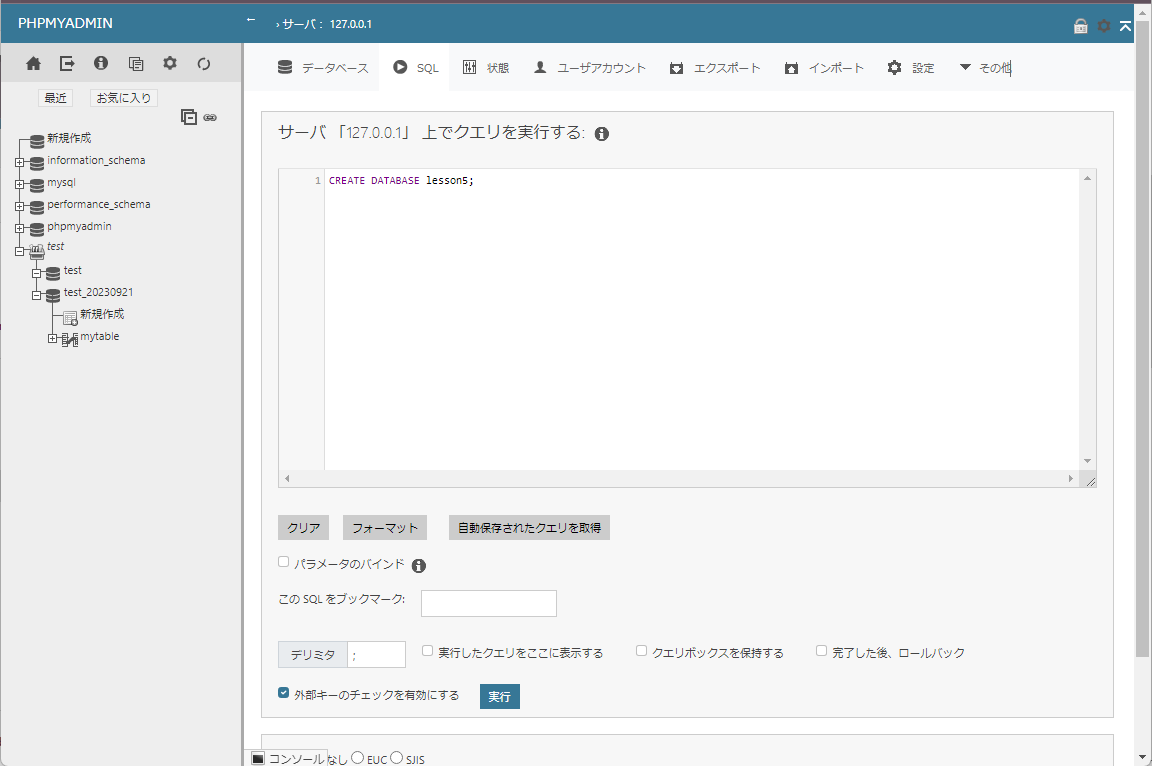 PHPMYADMIN
← › サーバ： 127.0.0.1
データベース SQL 状態 ユーザアカウント エクスポート インポート 設定 その他
最近 お気に入り
新規作成
information_schema
mysql
performance_schema
phpmyadmin
test
test
test_20230921
新規作成
mytable
サーバ 「127.0.0.1」 上でクエリを実行する:
1 CREATE DATABASE lesson5;
クリア フォーマット 自動保存されたクエリを取得
パラメータのバインド
この SQL をブックマーク:
デリミタ ; 実行したクエリをここに表示する クエリボックスを保持する 完了した後、ロールバック
外部キーのチェックを有効にする 実行
コンソール なし EUC SJIS